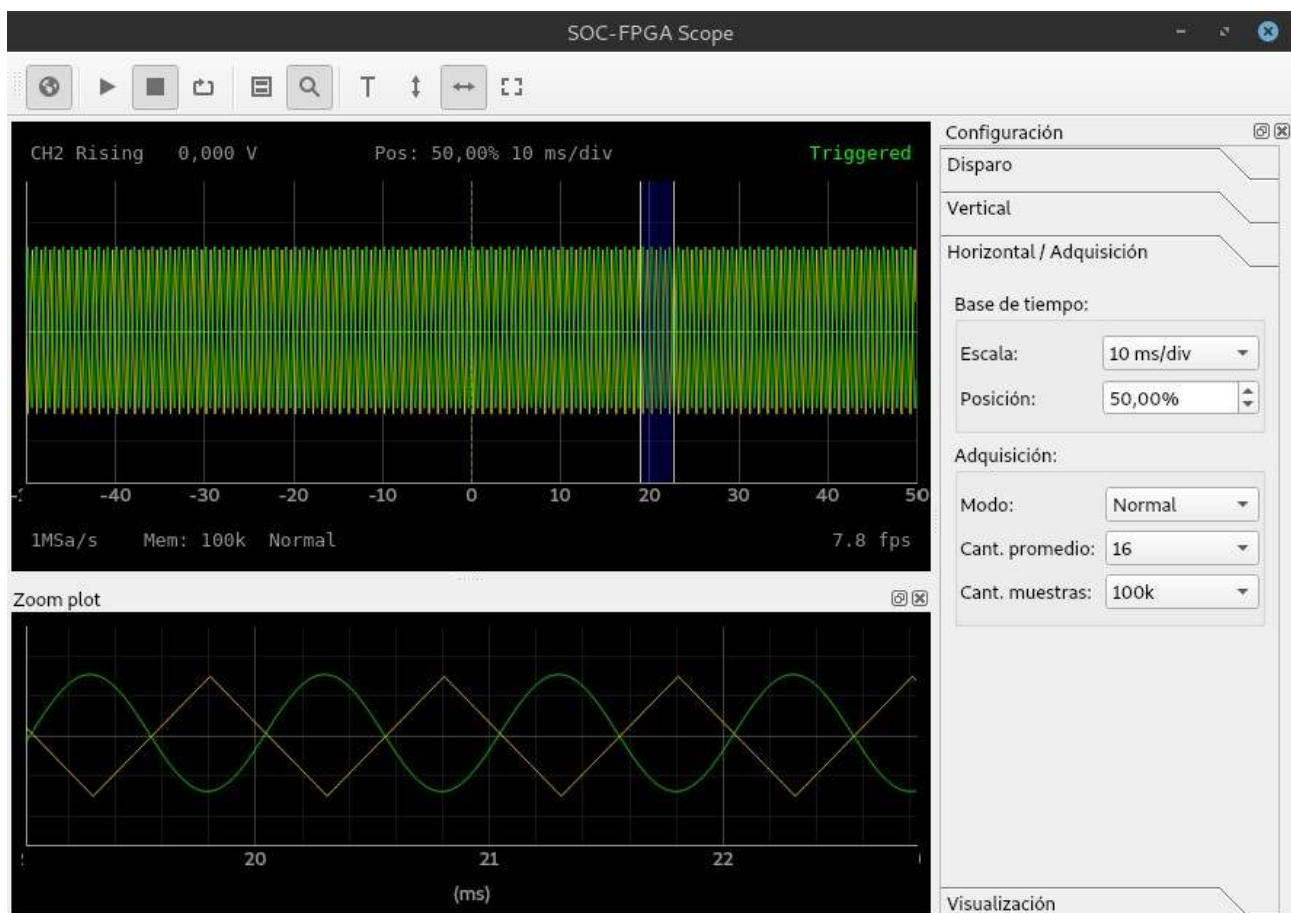 SOC-FPGA Scope
T
CH2 Rising 0,000 V Pos: 50,00% 10 ms/div Triggered
-40 -30 -20 -10 0 10 20 30 40 50
1MSa/s Mem: 100k Normal 7.8 fps
Zoom plot
20 21 22
(ms)
Configuración
Disparo
Vertical
Horizontal / Adquisición
Base de tiempo:
Escala: 10 ms/div
Posición: 50,00%
Adquisición:
Modo: Normal
Cant. promedio: 16
Cant. muestras: 100k
Visualización